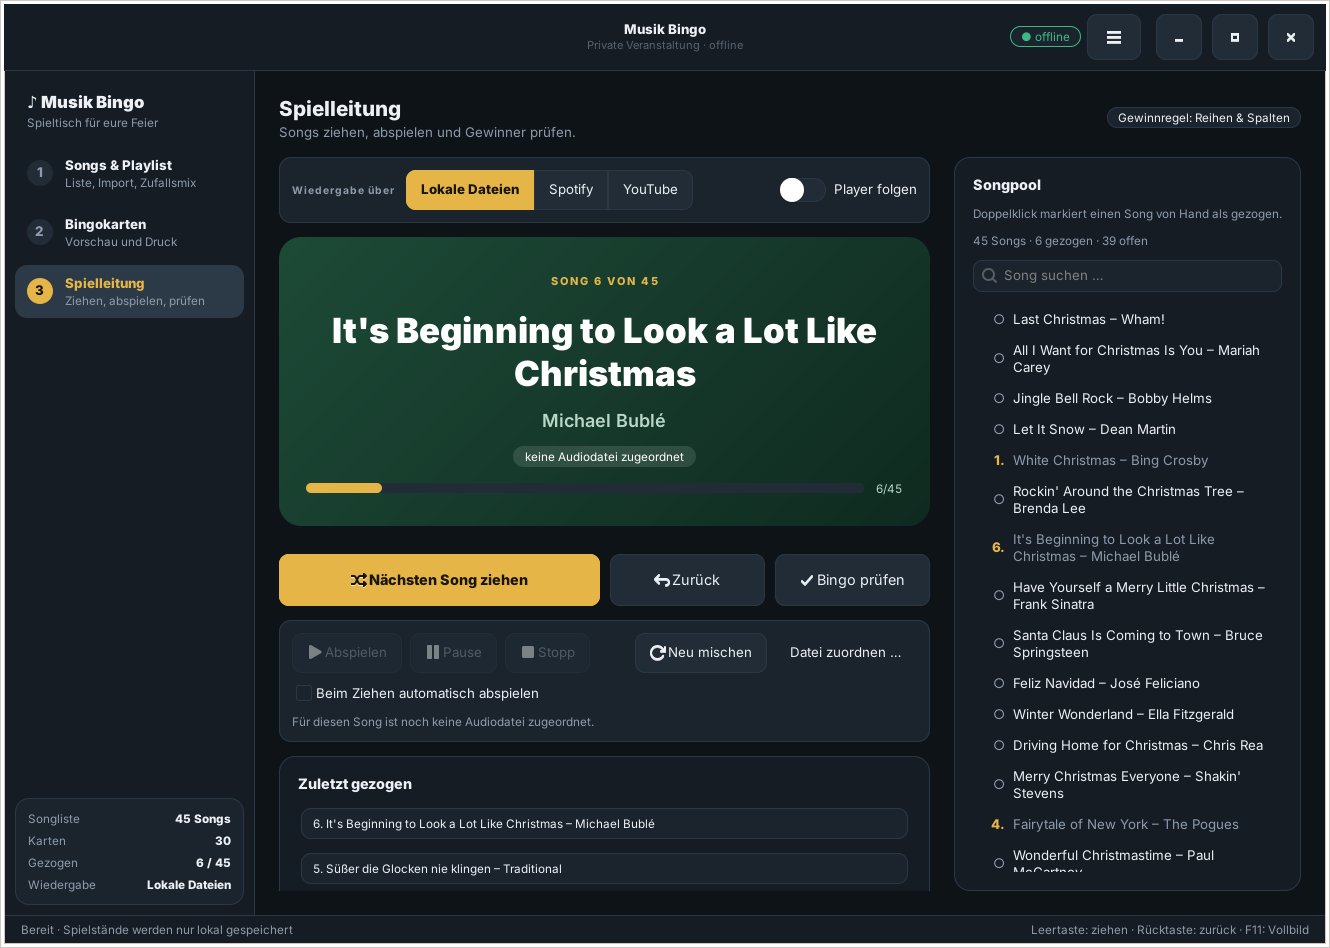 Musik Bingo
Private Veranstaltung · offline
offline
♪ Musik Bingo
Spieltisch für eure Feier
1
Songs & Playlist
Liste, Import, Zufallsmix
2
Bingokarten
Vorschau und Druck
3
Spielleitung
Ziehen, abspielen, prüfen
Songliste 45 Songs
Karten 30
Gezogen 6 / 45
Wiedergabe Lokale Dateien
Spielleitung
Songs ziehen, abspielen und Gewinner prüfen.
Gewinnregel: Reihen & Spalten
Wiedergabe über Lokale Dateien Spotify YouTube Player folgen
SONG 6 VON 45
It's Beginning to Look a Lot Like
Christmas
Michael Bublé
keine Audiodatei zugeordnet
6/45
Nächsten Song ziehen Zurück Bingo prüfen
Abspielen Pause Stopp Neu mischen Datei zuordnen ...
Beim Ziehen automatisch abspielen
Für diesen Song ist noch keine Audiodatei zugeordnet.
Zuletzt gezogen
6. It's Beginning to Look a Lot Like Christmas – Michael Bublé
5. Süßer die Glocken nie klingen – Traditional
Songpool
Doppelklick markiert einen Song von Hand als gezogen.
45 Songs · 6 gezogen · 39 offen
Song suchen ...
Last Christmas – Wham!
All I Want for Christmas Is You – Mariah
Carey
Jingle Bell Rock – Bobby Helms
Let It Snow – Dean Martin
1. White Christmas – Bing Crosby
Rockin' Around the Christmas Tree –
Brenda Lee
6. It's Beginning to Look a Lot Like
Christmas – Michael Bublé
Have Yourself a Merry Little Christmas –
Frank Sinatra
Santa Claus Is Coming to Town – Bruce
Springsteen
Feliz Navidad – José Feliciano
Winter Wonderland – Ella Fitzgerald
Driving Home for Christmas – Chris Rea
Merry Christmas Everyone – Shakin'
Stevens
4. Fairytale of New York – The Pogues
Wonderful Christmastime – Paul
McCartney
Bereit · Spielstände werden nur lokal gespeichert
Leertaste: ziehen · Rücktaste: zurück · F11: Vollbild